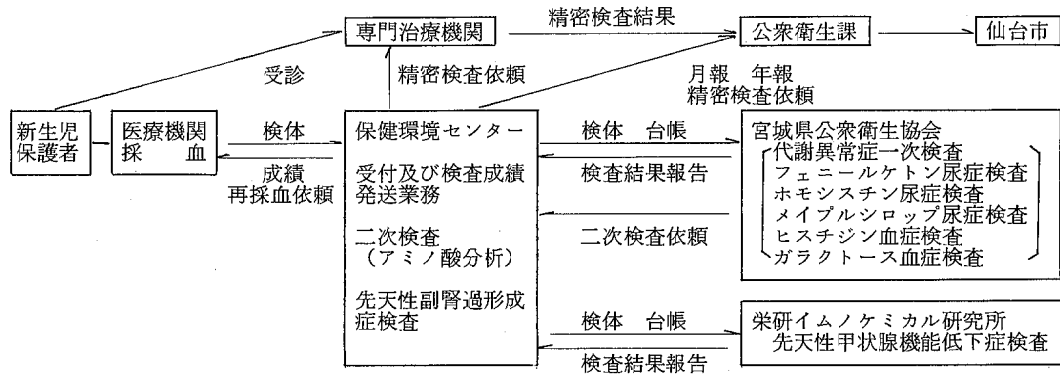 専門治療機関
精密検査結果
公衆衛生課
仙台市
受診
精密検査依頼
月報 年報
精密検査依頼
新生児
保護者
医療機関
採 血
検体
成績
再採血依頼
保健環境センター
受付及び検査成績
発送業務
二次検査
(アミノ酸分析)
先天性副腎過形成
症検査
検体 台帳
検査結果報告
二次検査依頼
宮城県公衆衛生協会
代謝異常症一次検査
フェニールケトン尿症検査
ホモシスチン尿症検査
メイプルシロップ尿症検査
ヒスチジン血症検査
ガラクトース血症検査
検体 台帳
検査結果報告
栄研イムノケミカル研究所
先天性甲状腺機能低下症検査